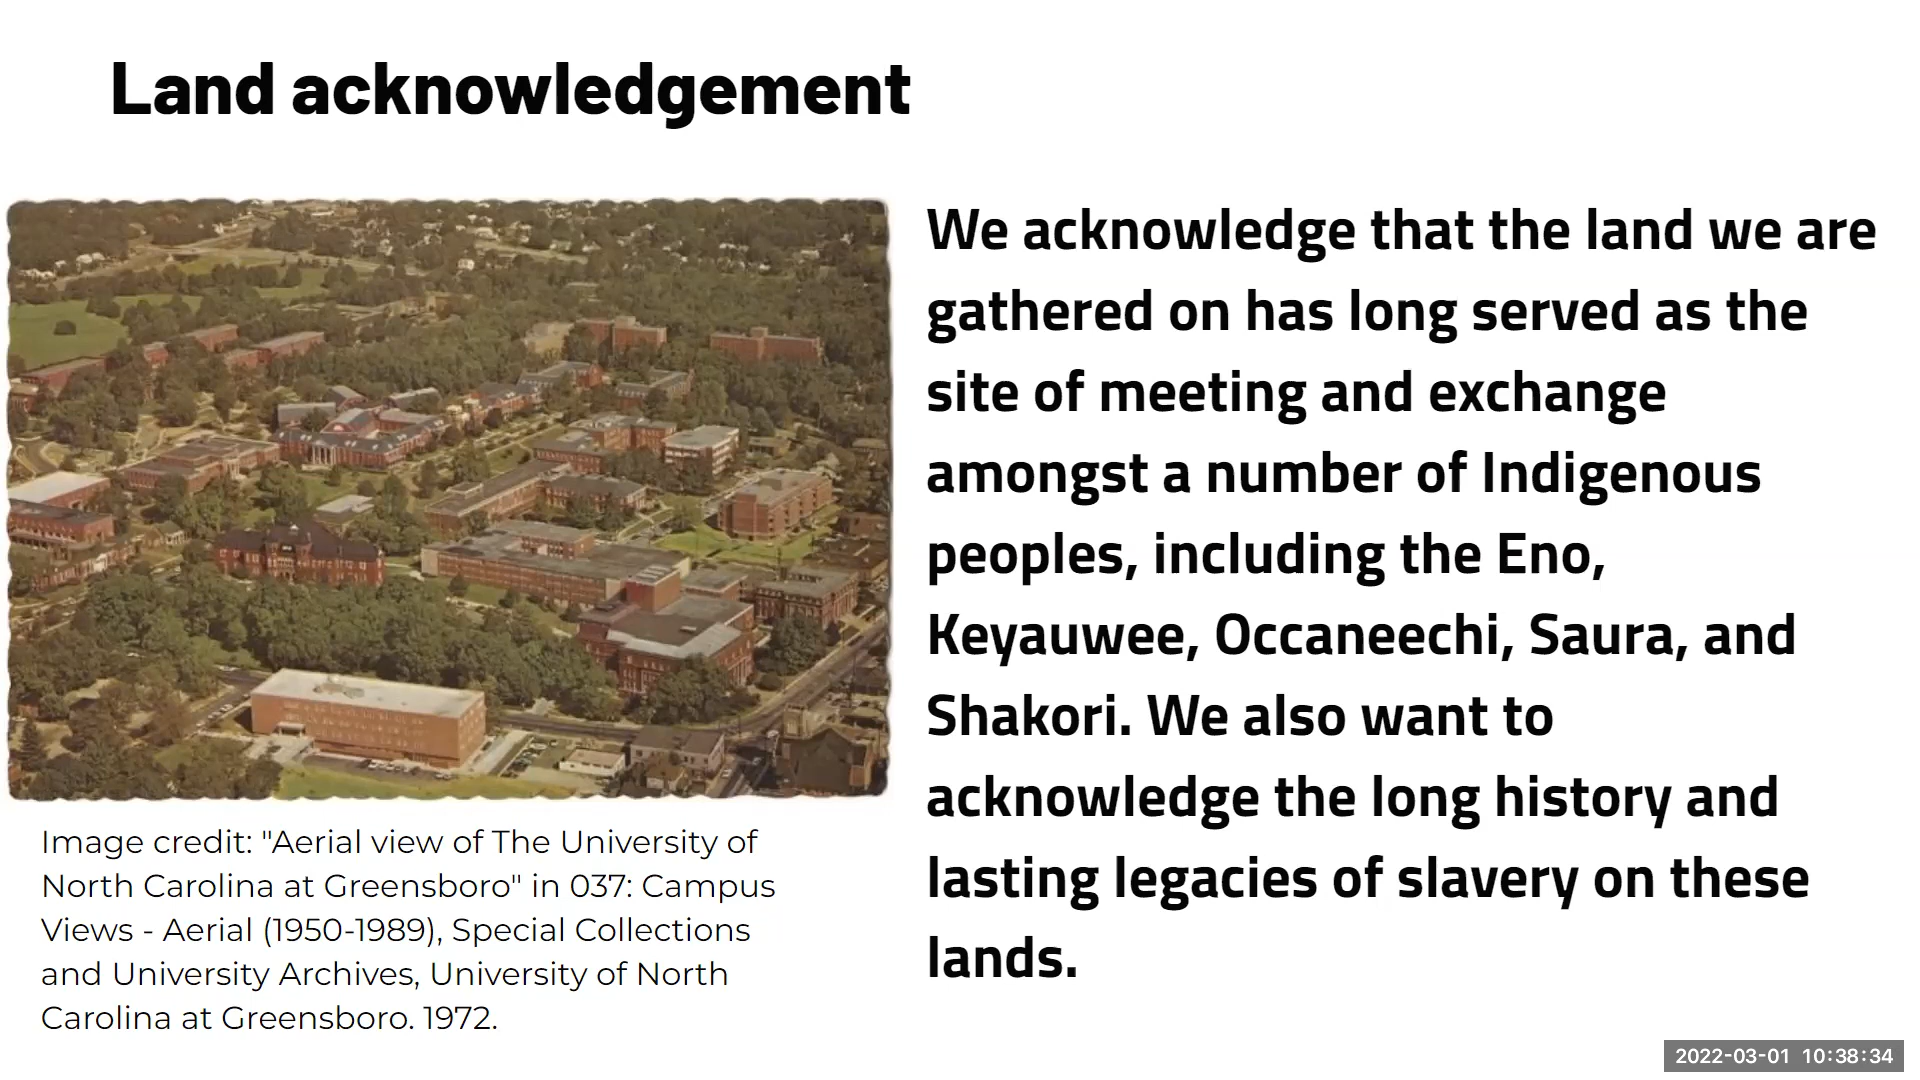 Land acknowledgement
We acknowledge that the land we are
gathered on has long served as the
site of meeting and exchange
amongst a number of Indigenous
peoples, including the Eno,
Keyauwee, Occaneechi, Saura, and
Shakori. We also want to
acknowledge the long history and
lasting legacies of slavery on these
lands.
Image credit: "Aerial view of The University of
North Carolina at Greensboro" in 037: Campus
Views - Aerial (1950-1989), Special Collections
and University Archives, University of North
Carolina at Greensboro. 1972.
2022-03-01 10:38:34